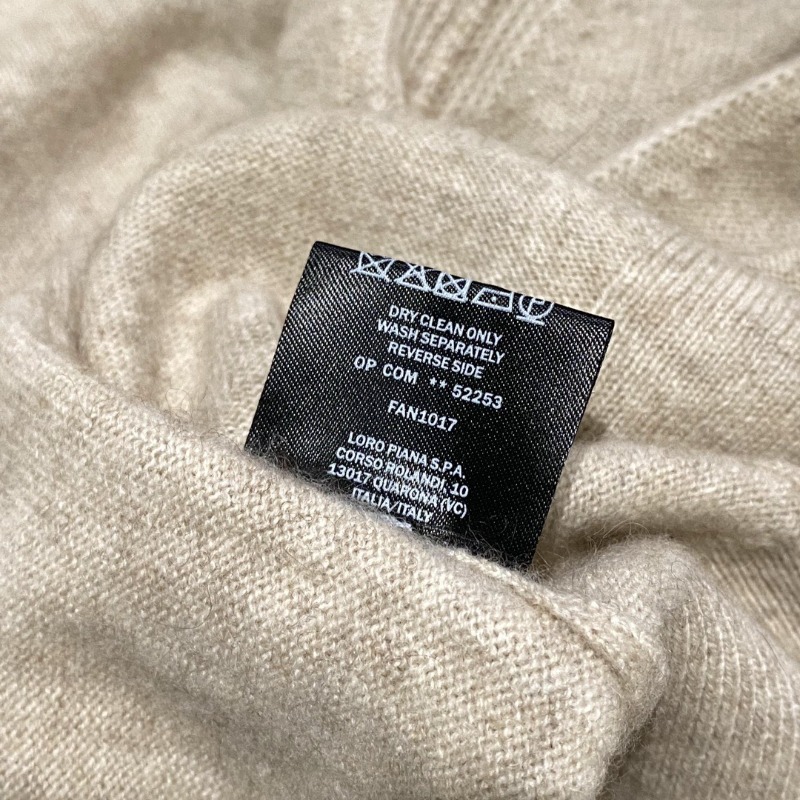 DRY CLEAN ONLY
WASH SEPARATELY
REVERSE SIDE
OP COM ** 52253
FAN1017
LORO PIANA S.P.A.
CORSO ROLANDI, 10
13017 QUARONA (VC)
ITALIA/ITALY